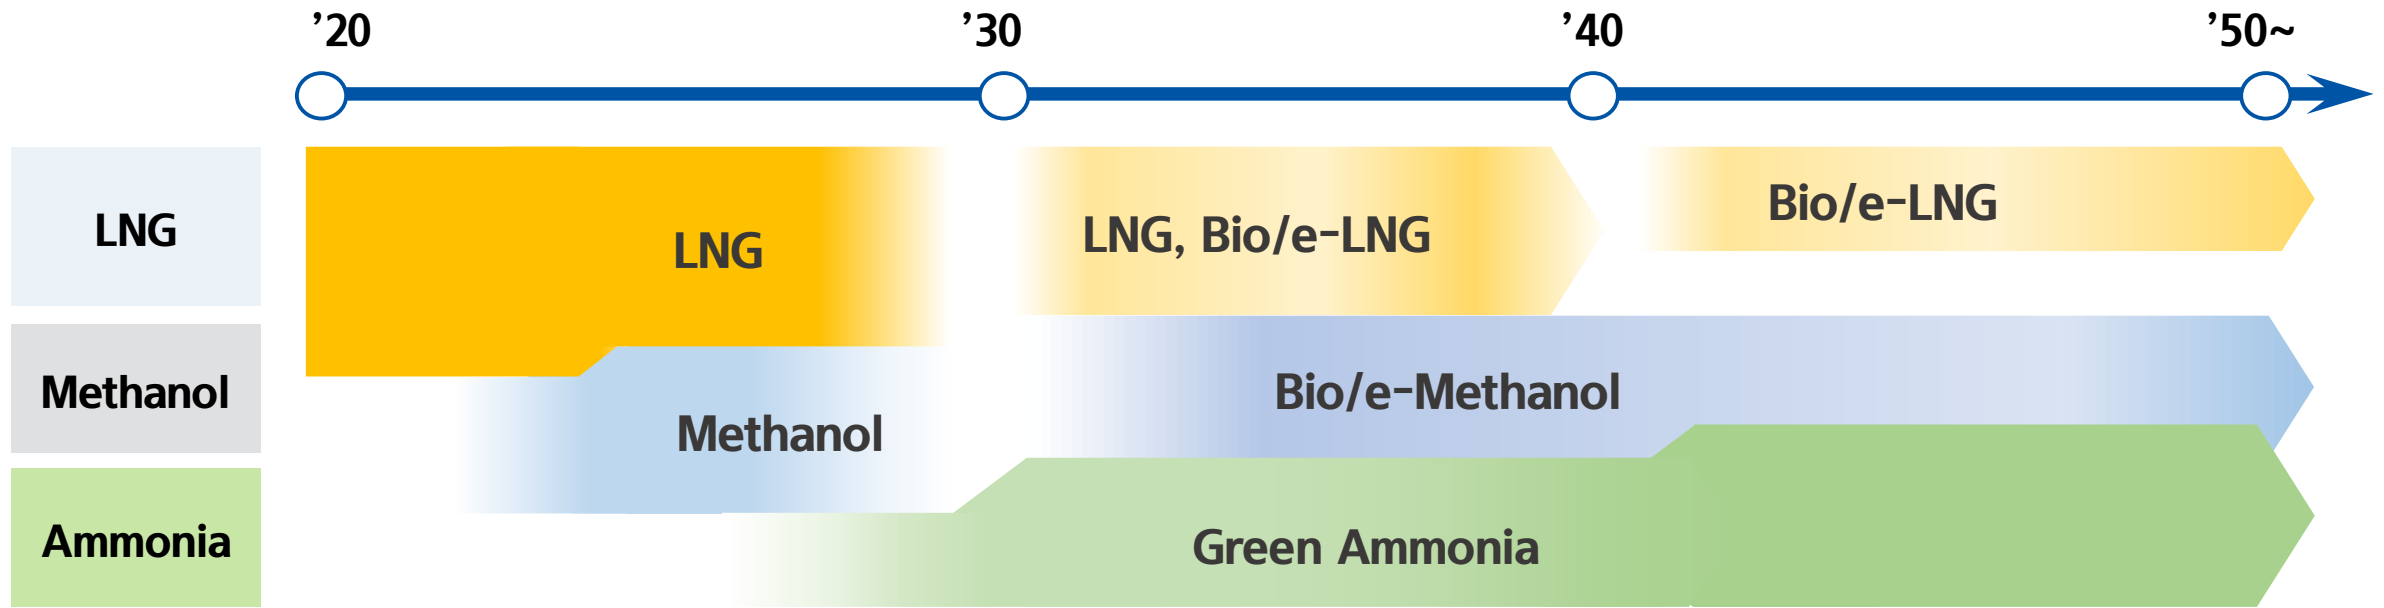 ’20
’30
’40
’50~
LNG
LNG
LNG, Bio/e-LNG
Bio/e-LNG
Methanol
Methanol
Bio/e-Methanol
Ammonia
Green Ammonia